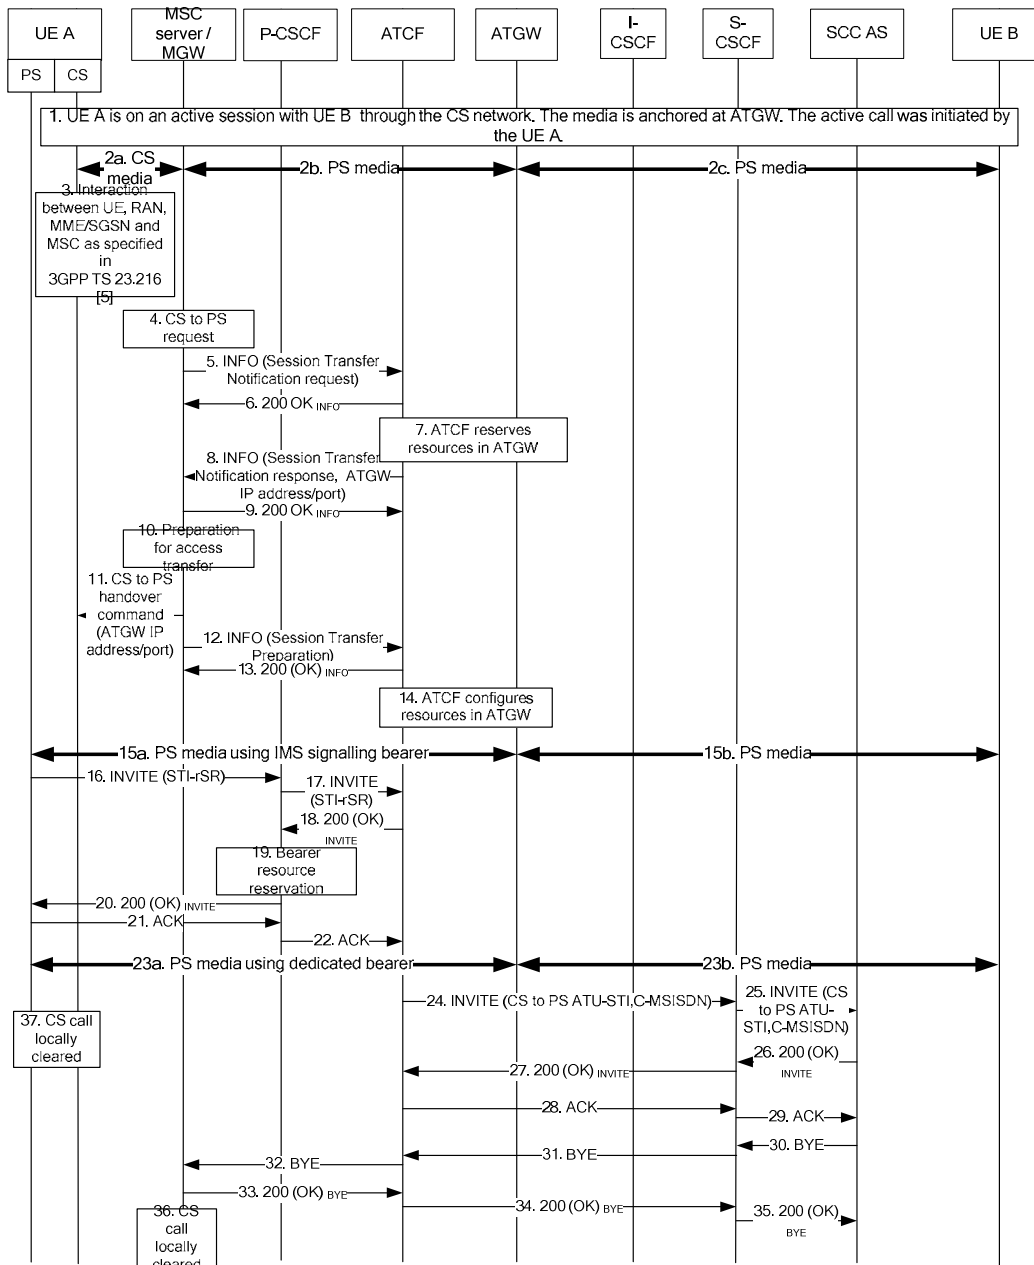 UE A
MSC
server /
MGW
P-CSCF
ATCF
ATGW
I-
CSCF
S-
CSCF
SCC AS
UE B
PS
CS
1. UE A is on an active session with UE B through the CS network. The media is anchored at ATGW. The active call was initiated by
the UE A.
2a. CS
media
2b. PS media
2c. PS media
3. Interaction
between UE, RAN,
MME/SGSN and
MSC as specified
in
3GPP TS 23.216
[5]
4. CS to PS
request
5. INFO (Session Transfer
Notification request)
6. 200 OK INFO
7. ATCF reserves
resources in ATGW
8. INFO (Session Transfer
Notification response, ATGW
IP address/port)
9. 200 OK INFO
10. Preparation
for access
transfer
11. CS to PS
handover
command
(ATGW IP
address/port)
12. INFO (Session Transfer
Preparation)
13. 200 (OK) INFO
14. ATCF configures
resources in ATGW
15a. PS media using IMS signalling bearer
15b. PS media
16. INVITE (STI-rSR)
17. INVITE
(STI-rSR)
18. 200 (OK)
INVITE
19. Bearer
resource
reservation
20. 200 (OK) INVITE
21. ACK
22. ACK
23a. PS media using dedicated bearer
23b. PS media
24. INVITE (CS to PS ATU-STI,C-MSISDN)
25. INVITE (CS
to PS ATU-
STI,C-MSISDN)
37. CS call
locally
cleared
26. 200 (OK)
INVITE
27. 200 (OK) INVITE
28. ACK
29. ACK
30. BYE
31. BYE
32. BYE
33. 200 (OK) BYE
34. 200 (OK) BYE
35. 200 (OK)
BYE
36. CS
call
locally
cleared